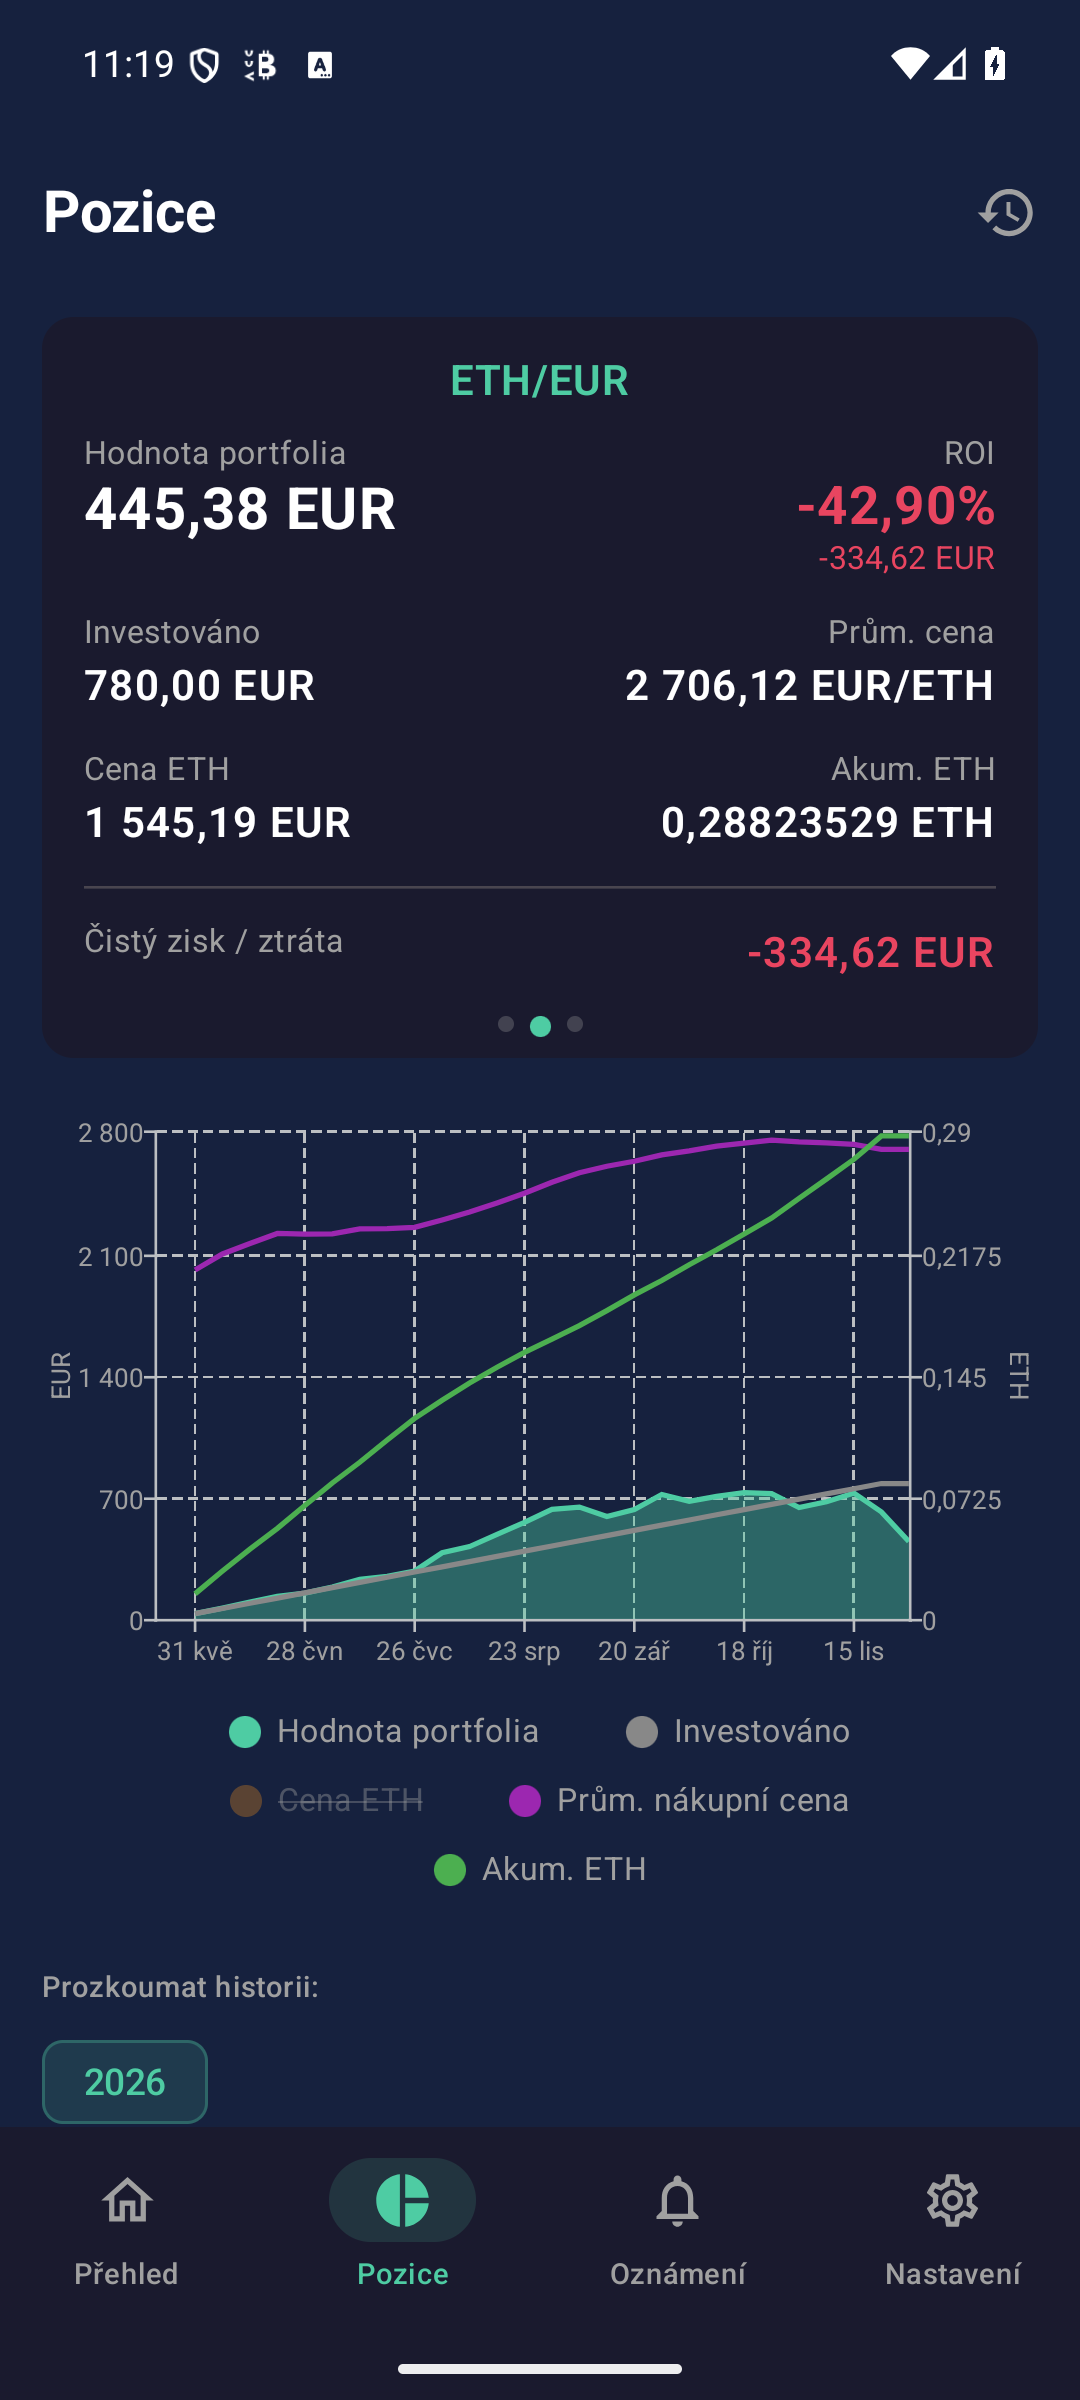 11:19
Pozice
ETH/EUR
Hodnota portfolia ROI
445,38 EUR -42,90%
-334,62 EUR
Investováno Prům. cena
780,00 EUR 2 706,12 EUR/ETH
Cena ETH Akum. ETH
1 545,19 EUR 0,28823529 ETH
Čistý zisk / ztráta -334,62 EUR
2 800 0,29
2 100 0,2175
EUR 1 400 0,145 ETH
700 0,0725
0 0
31 kvě 28 čvn 26 čvc 23 srp 20 zář 18 říj 15 lis
Hodnota portfolia Investováno
Cena ETH Prům. nákupní cena
Akum. ETH
Prozkoumat historii:
2026
Přehled Pozice Oznámení Nastavení